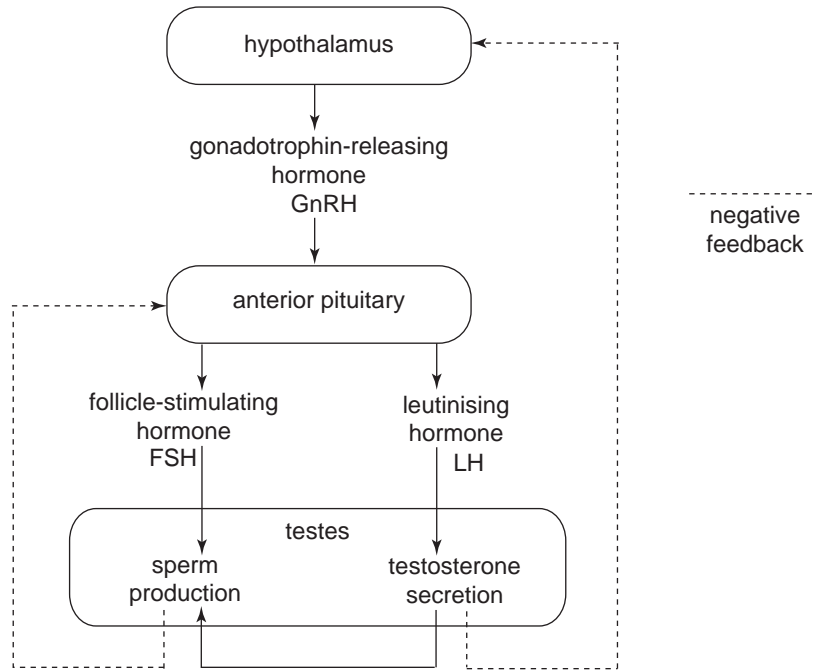 hypothalamus
gonadotrophin-releasing
hormone
GnRH
negative
feedback
anterior pituitary
follicle-stimulating
hormone
FSH
leutinising
hormone
LH
testes
sperm
production
testosterone
secretion